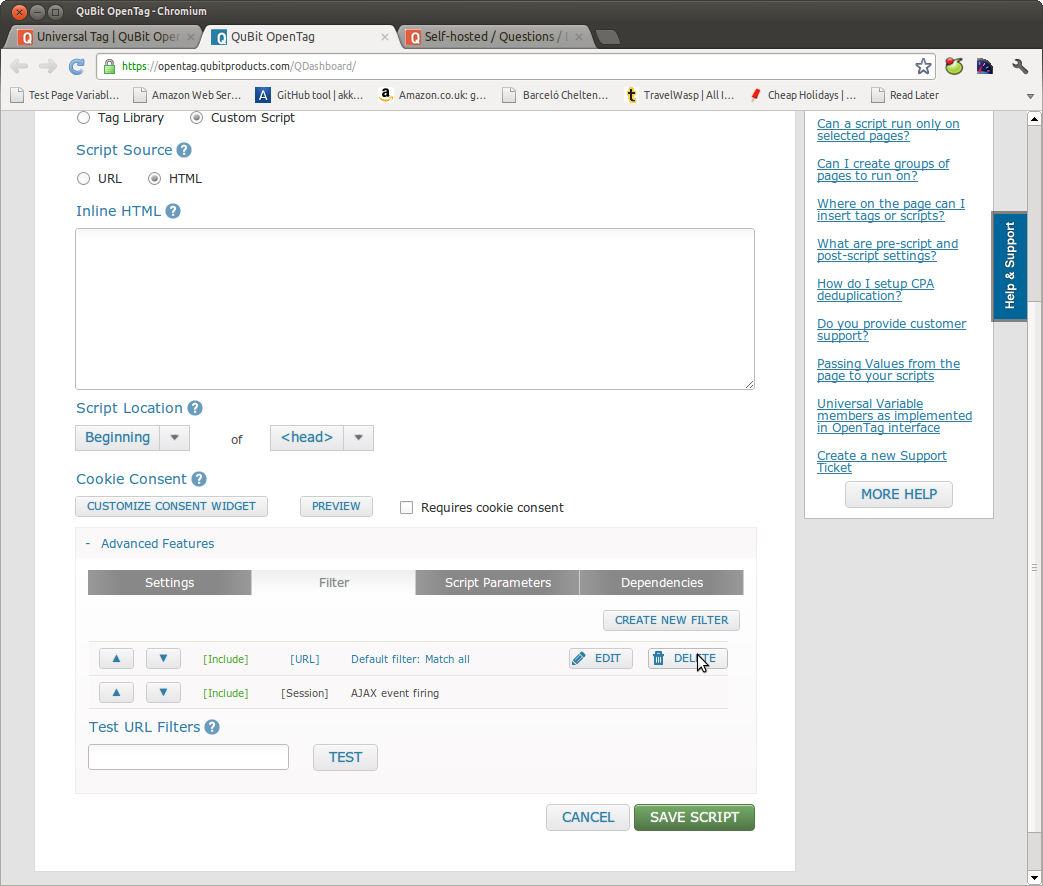 QuBit OpenTag - Chromium
Universal Tag | QuBit Open
QuBit OpenTag
Self-hosted / Questions /
https://opentag.qubitproducts.com/QDashboard/
Test Page Variabl...
Amazon Web Ser...
GitHub tool | akk...
Amazon.co.uk: g...
Barceló Chelten...
TravelWasp | All I...
Cheap Holidays | ...
Read Later
Tag Library
Custom Script
Script Source ?
URL
HTML
Inline HTML ?
Script Location ?
Beginning
of
<head>
Cookie Consent ?
CUSTOMIZE CONSENT WIDGET
PREVIEW
Requires cookie consent
- Advanced Features
Settings
Filter
Script Parameters
Dependencies
CREATE NEW FILTER
[Include]
[URL]
Default filter: Match all
EDIT
DELETE
[Include]
[Session]
AJAX event firing
Test URL Filters ?
TEST
CANCEL
SAVE SCRIPT
Can a script run only on
selected pages?
Can I create groups of
pages to run on?
Where on the page can I
insert tags or scripts?
What are pre-script and
post-script settings?
How do I setup CPA
deduplication?
Do you provide customer
support?
Passing Values from the
page to your scripts
Universal Variable
members as implemented
in OpenTag interface
Create a new Support
Ticket
MORE HELP
Help & Support